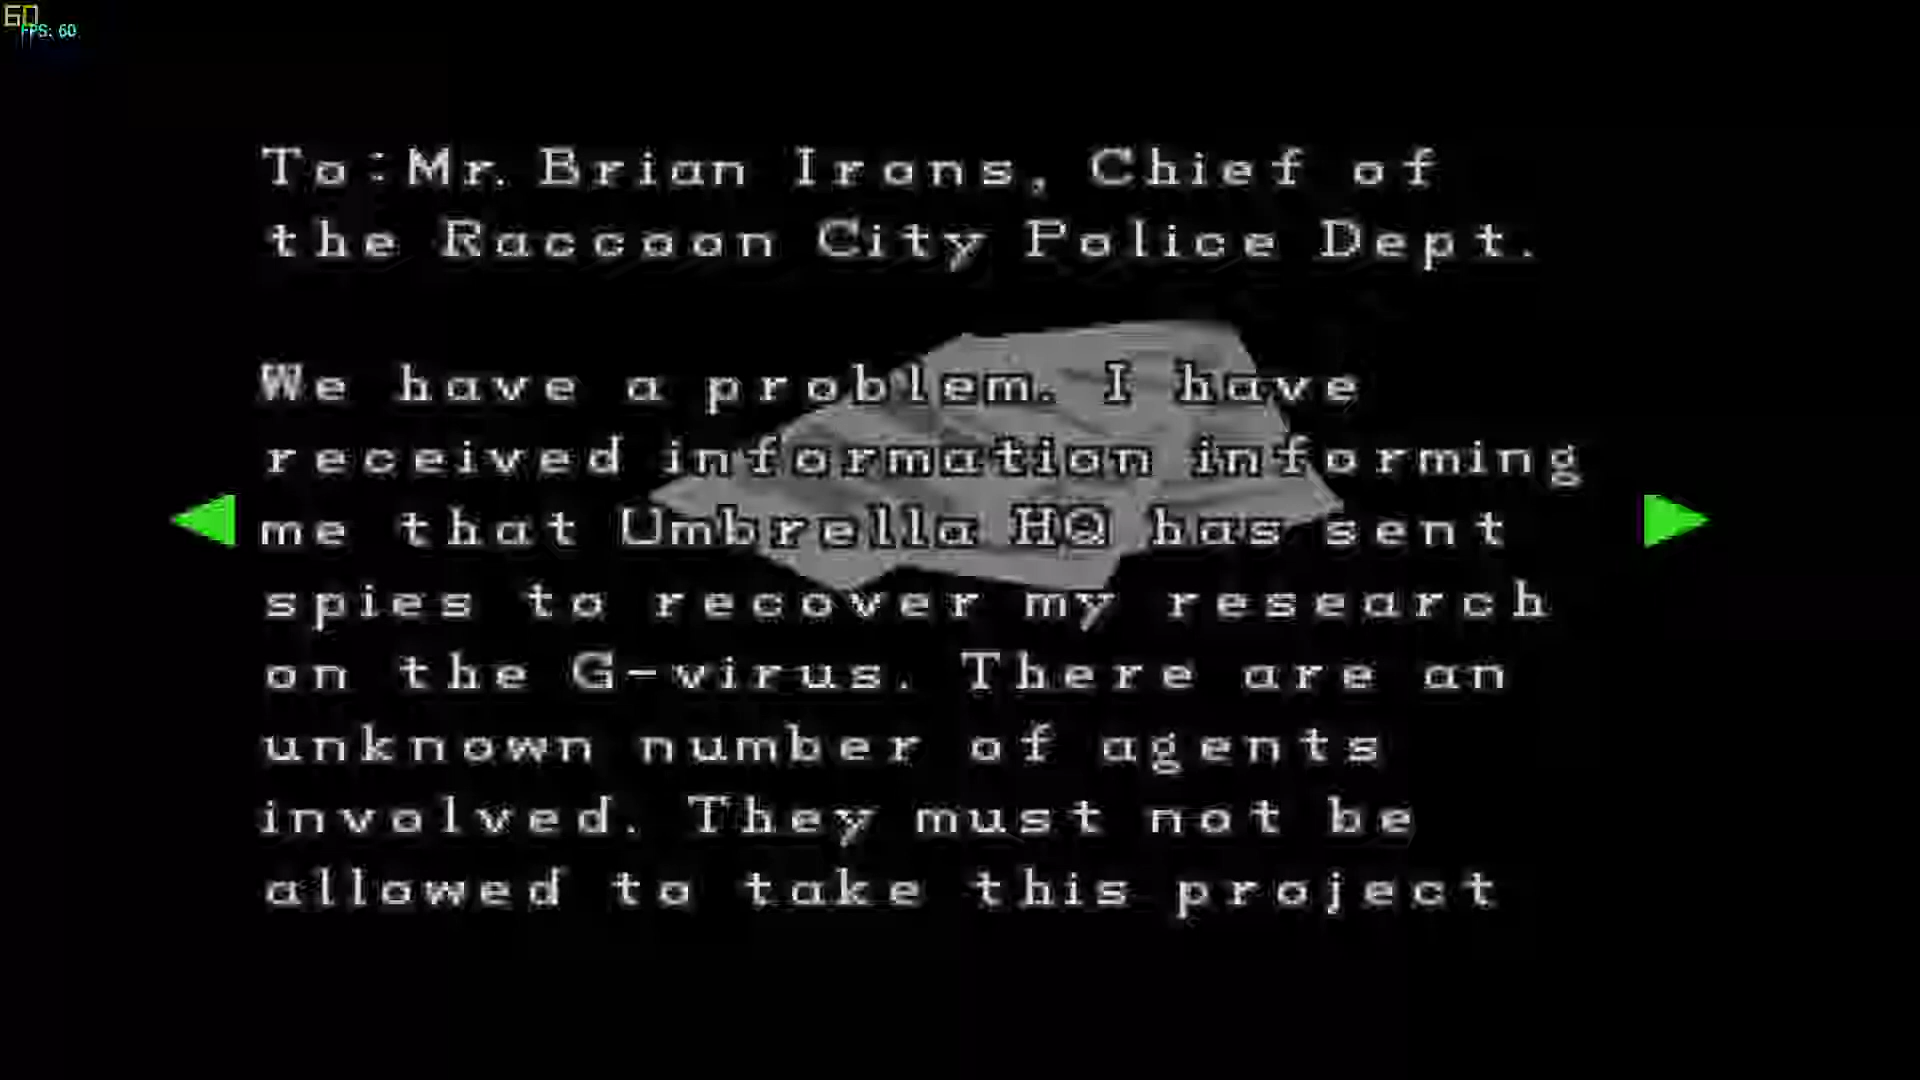 60
FPS: 60
To:Mr. Brian Irons, Chief of
the Raccoon City Police Dept.
We have a problem. I have
received information informing
me that Umbrella HQ has sent
spies to recover my research
on the G-virus. There are an
unknown number of agents
involved. They must not be
allowed to take this project